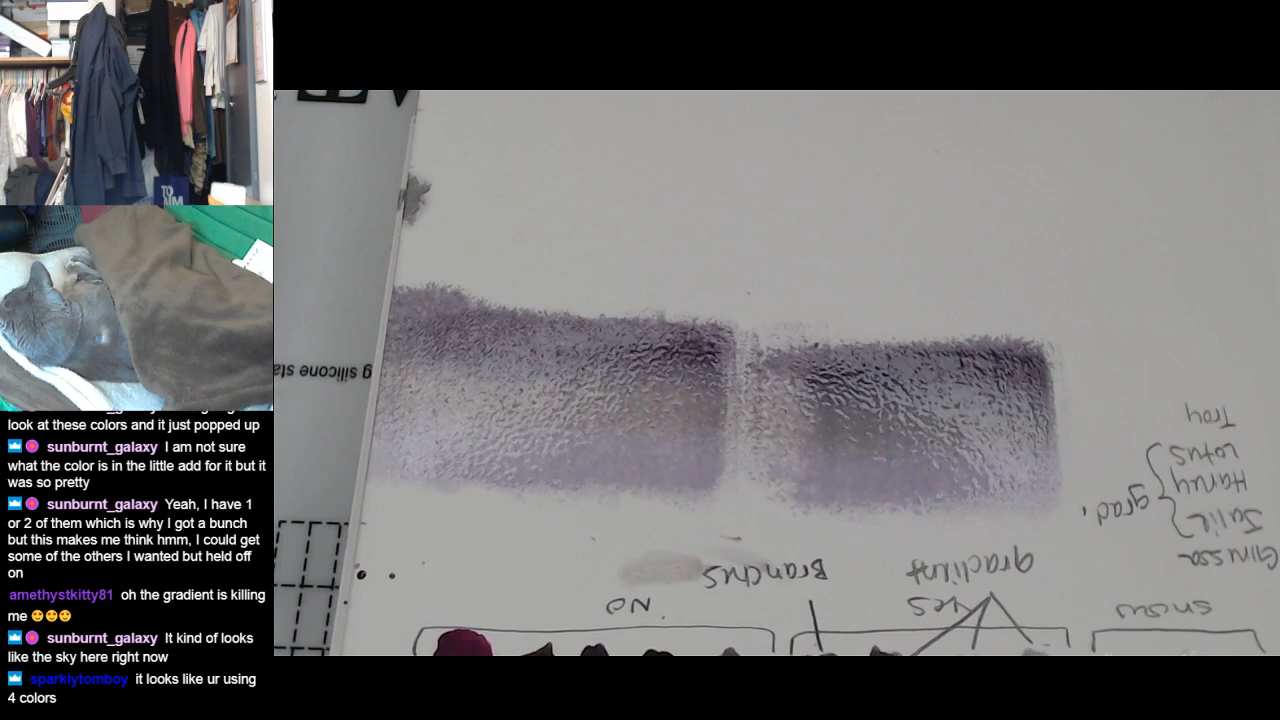 look at these colors and it just popped up
sunburnt_galaxy I am not sure
what the color is in the little add for it but it
was so pretty
sunburnt_galaxy Yeah, I have 1
or 2 of them which is why I got a bunch
but this makes me think hmm, I could get
some of the others I wanted but held off
on
amethystkitty81 oh the gradient is killing
me 😍😍😍
sunburnt_galaxy It kind of looks
like the sky here right now
sparklytomboy it looks like ur using
4 colors
g silicone sta
Troy
Lotus
Harry
grad.
Julie
Branches
gradient
No
Yes
snow